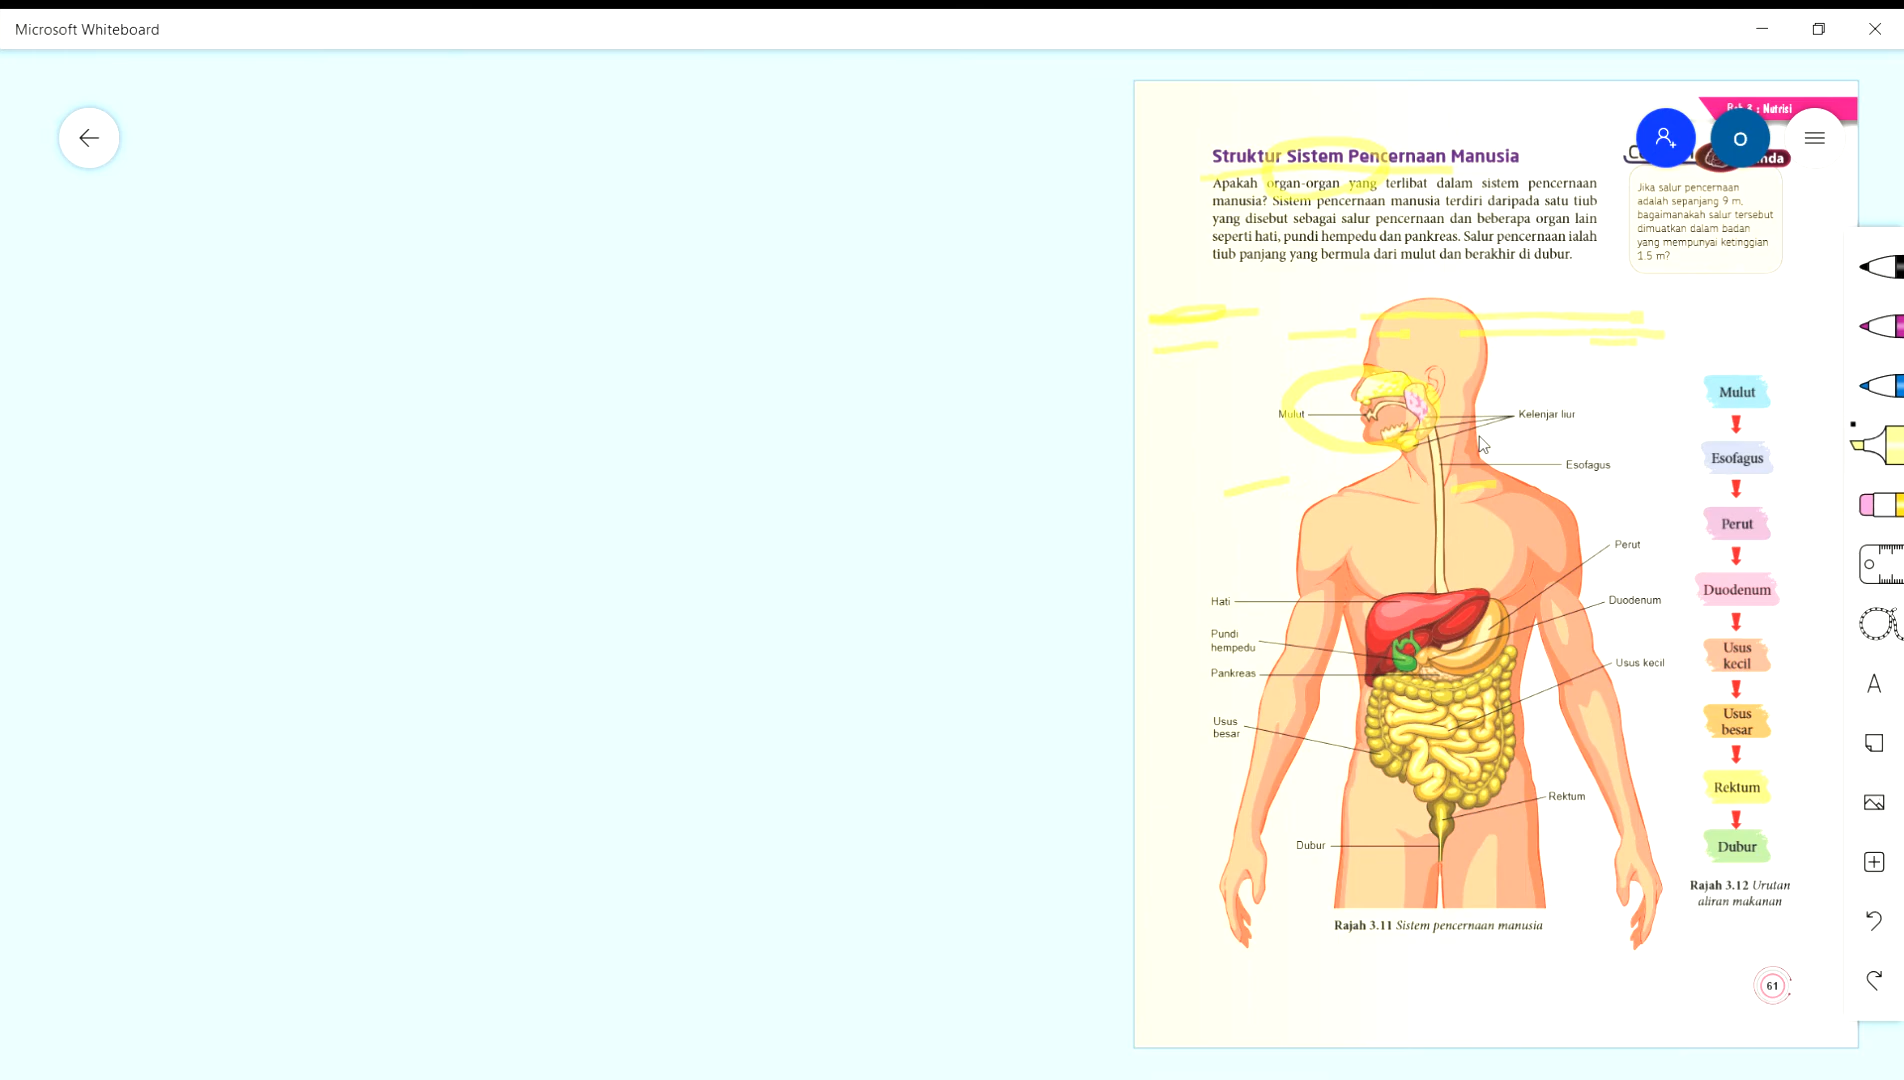 Microsoft Whiteboard
: Nutrisi
Struktur Sistem Pencernaan Manusia
Apakah organ-organ yang terlibat dalam sistem pencernaan
manusia? Sistem pencernaan manusia terdiri daripada satu tiub
yang disebut sebagai salur pencernaan dan beberapa organ lain
seperti hati, pundi hempedu dan pankreas. Salur pencernaan ialah
tiub panjang yang bermula dari mulut dan berakhir di dubur.
O
Jika salur pencernaan
adalah sepanjang 9 m,
bagaimanakah salur tersebut
dimuatkan dalam badan
yang mempunyai ketinggian
1.5 m?
Mulut
Kelenjar liur
Esofagus
Perut
Duodenum
Usus kecil
Rektum
Hati
Pundi
hempedu
Pankreas
Usus
besar
Dubur
Rajah 3.11 Sistem pencernaan manusia
Mulut
Esofagus
Perut
Duodenum
Usus
kecil
Usus
besar
Rektum
Dubur
Rajah 3.12 Urutan
aliran makanan
61
A